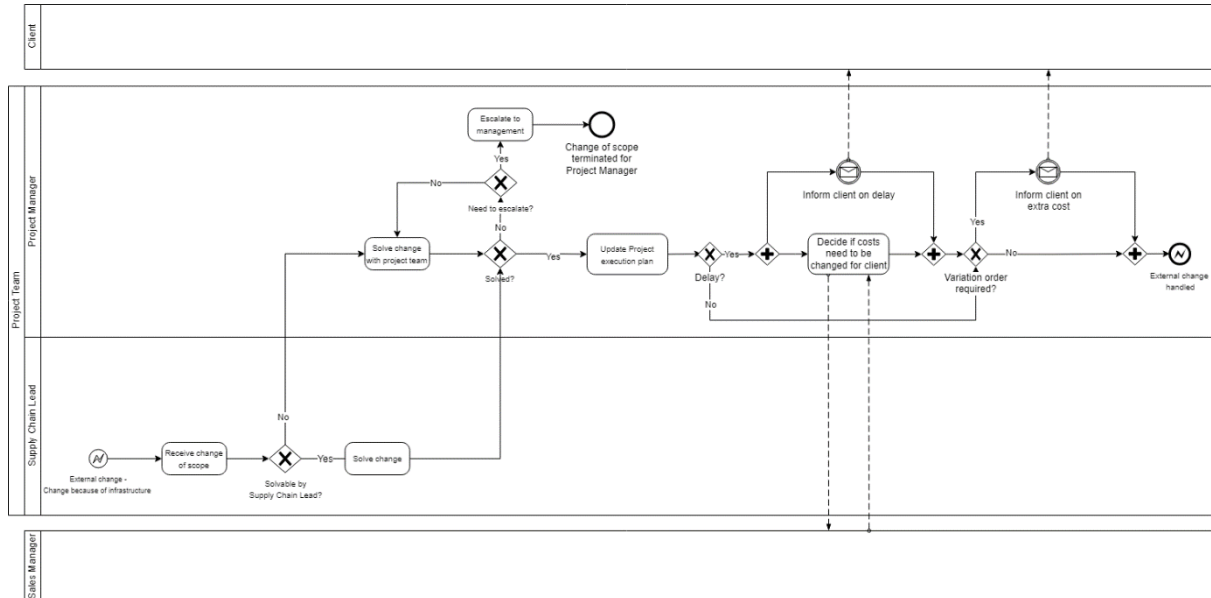 Client
Project Team
Project Manager
Escalate to
management
Change of scope
terminated for
Project Manager
Yes
No
Need to escalate?
No
Solve change
with project team
Solved?
Yes
Update Project
execution plan
Delay?
Yes
No
Inform client on delay
Decide if costs
need to be
changed for client
Variation order
required?
Yes
No
Inform client on
extra cost
External change
handled
Supply Chain Lead
External change -
Change because of infrastructure
Receive change
of scope
Solvable by
Supply Chain Lead?
No
Yes
Solve change
Sales Manager